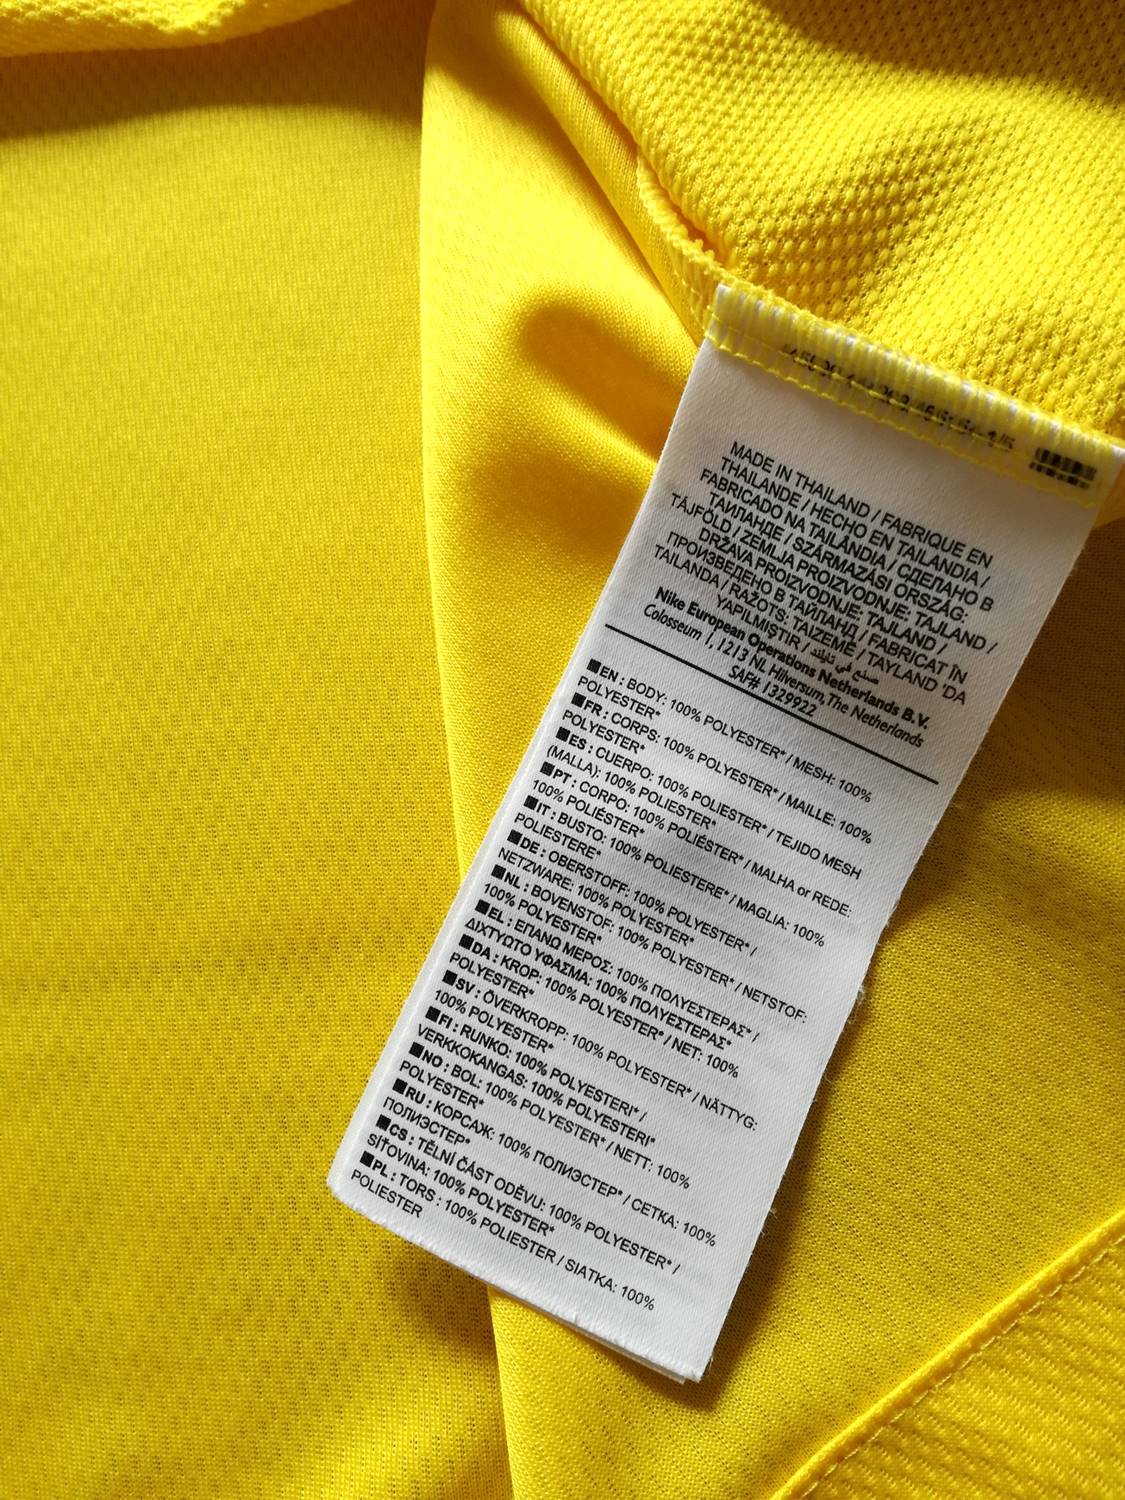 MADE IN THAILAND / FABRIQUE EN
THAILANDE / HECHO EN TAILANDIA /
FABRICADO NA TAILÂNDIA / СДЕЛАНО В
ТАИЛАНДЕ / SZÁRMAZÁSI ORSZÁG:
TÁJFÖLD / ZEMLJA PROIZVODNJE: TAJLAND /
DRŽAVA PROIZVODNJE: TAJLAND /
ПРОИЗВЕДЕНО В ТАЙЛАНД / FABRICAT ÎN
TAILANDA / RAŽOTS: TAIZEMĒ / TAYLAND 'DA
YAPILMIŞTIR / صنع في تايلند
Nike European Operations Netherlands B.V.
Colosseum 1, 1213 NL Hilversum, The Netherlands
SAF# 1329922
EN : BODY: 100% POLYESTER* / MESH: 100%
POLYESTER*
FR : CORPS: 100% POLYESTER* / MAILLE: 100%
POLYESTER*
ES : CUERPO: 100% POLIESTER* / TEJIDO MESH
(MALLA): 100% POLIESTER*
PT : CORPO: 100% POLIÉSTER* / MALHA or REDE:
100% POLIÉSTER*
IT : BUSTO: 100% POLIESTERE* / MAGLIA: 100%
POLIESTERE*
DE : OBERSTOFF: 100% POLYESTER* /
NETZWARE: 100% POLYESTER*
NL : BOVENSTOF: 100% POLYESTER* / NETSTOF:
100% POLYESTER*
EL : ΕΠΑΝΩ ΜΕΡΟΣ: 100% ΠΟΛΥΕΣΤΕΡΑΣ* /
ΔΙΧΤΥΩΤΟ ΥΦΑΣΜΑ: 100% ΠΟΛΥΕΣΤΕΡΑΣ*
DA : KROP: 100% POLYESTER* / NET: 100%
POLYESTER*
SV : ÖVERKROPP: 100% POLYESTER* / NÄTTYG:
100% POLYESTER*
FI : RUNKO: 100% POLYESTERI* /
VERKKOKANGAS: 100% POLYESTERI*
NO : BOL: 100% POLYESTER* / NETT: 100%
POLYESTER*
RU : КОРСАЖ: 100% ПОЛИЭСТЕР* / СЕТКА: 100%
ПОЛИЭСТЕР*
CS : TĚLNÍ ČÁST ODĚVU: 100% POLYESTER* /
SÍŤOVINA: 100% POLYESTER*
PL : TORS : 100% POLIESTER / SIATKA: 100%
POLIESTER